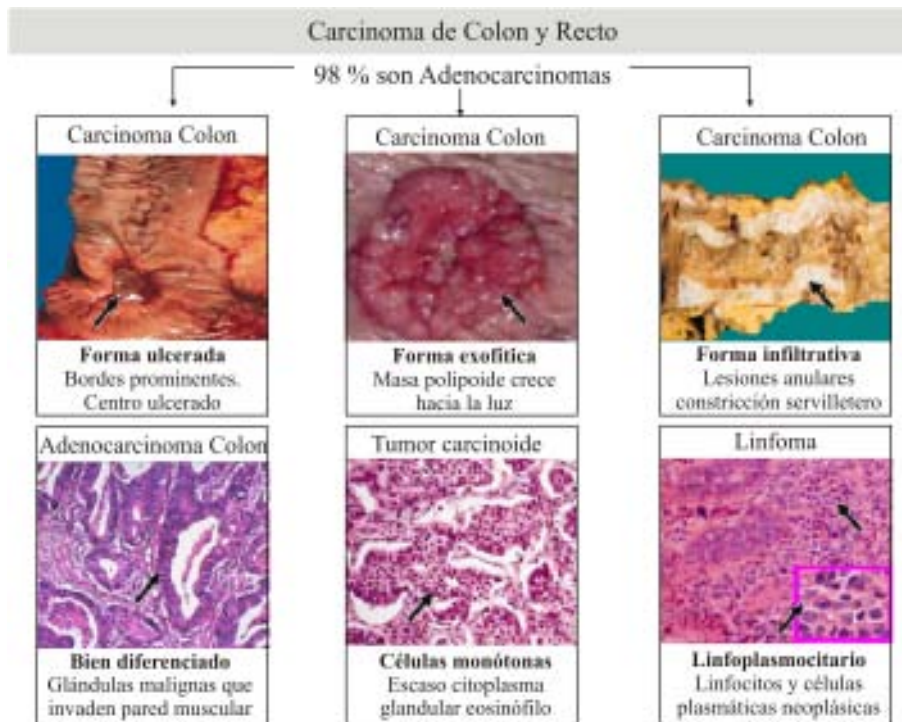 Carcinoma de Colon y Recto
98 % son Adenocarcinomas
Carcinoma Colon
Forma ulcerada
Bordes prominentes.
Centro ulcerado
Carcinoma Colon
Forma exofítica
Masa polipoide crece
hacia la luz
Carcinoma Colon
Forma infiltrativa
Lesiones anulares
constricción servilletero
Adenocarcinoma Colon
Bien diferenciado
Glándulas malignas que
invaden pared muscular
Tumor carcinoide
Células monótonas
Escaso citoplasma
glandular eosinófilo
Linfoma
Linfoplasmocitario
Linfocitos y células
plasmáticas neoplásicas